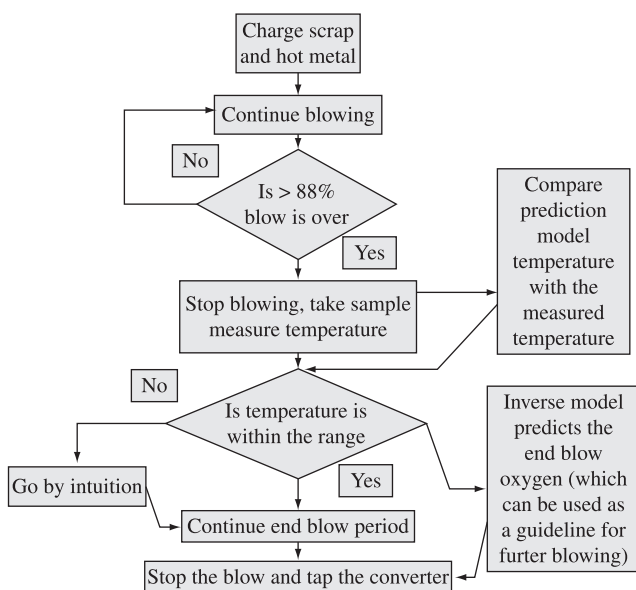 Charge scrap
and hot metal
Continue blowing
No
Is > 88%
blow is over
Yes
Stop blowing, take sample
measure temperature
Compare
prediction
model
temperature
with the
measured
temperature
No
Is temperature is
within the range
Yes
Go by intuition
Continue end blow period
Inverse model
predicts the
end blow
oxygen (which
can be used as
a guideline for
furter blowing)
Stop the blow and tap the converter